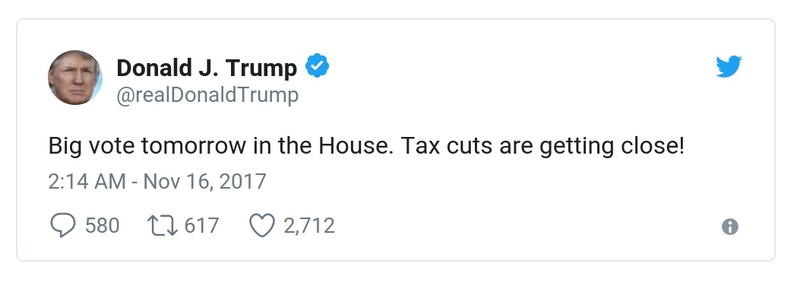 Donald J. Trump
@realDonaldTrump
Big vote tomorrow in the House. Tax cuts are getting close!
2:14 AM - Nov 16, 2017
580 617 2,712